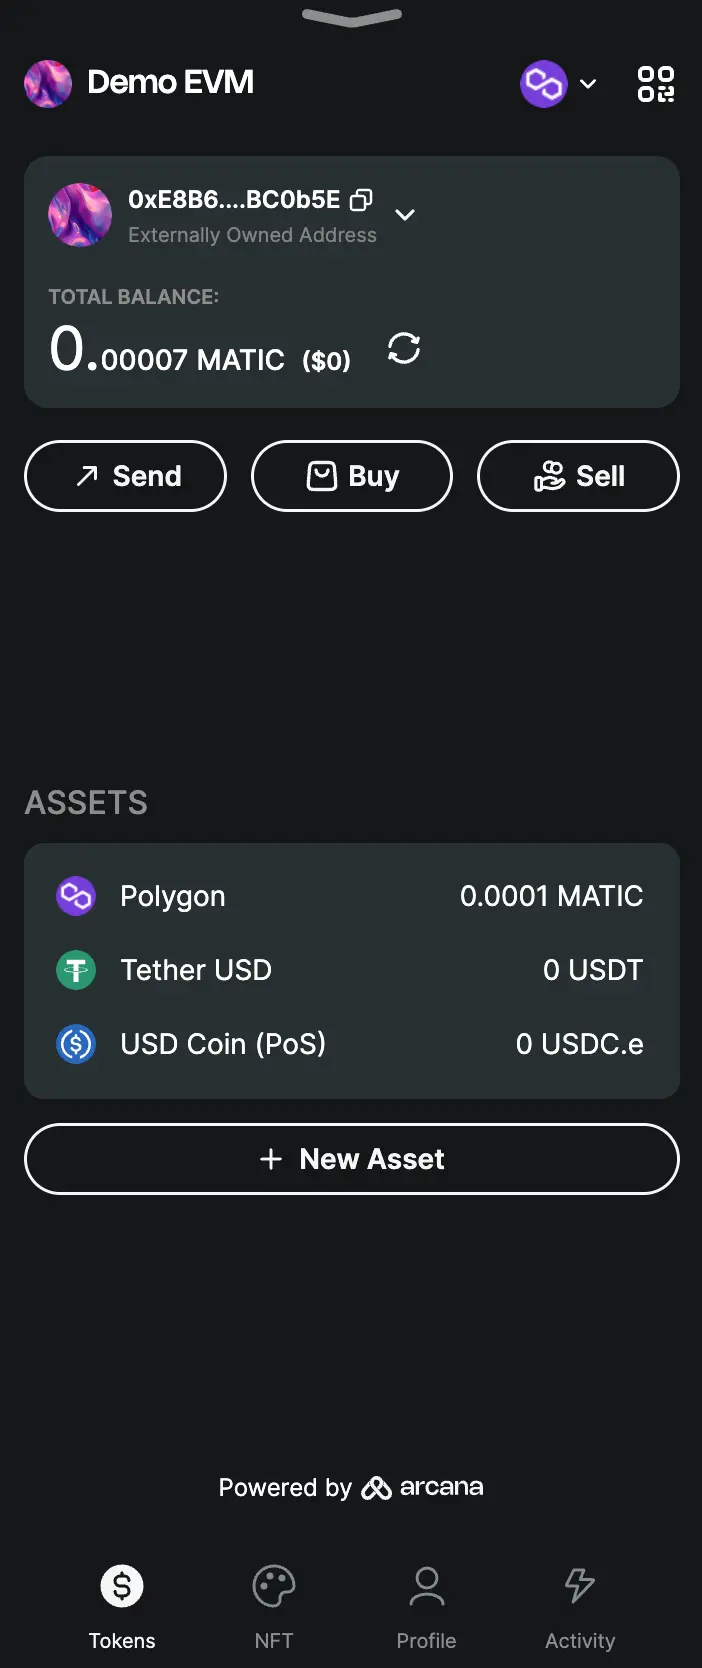 Demo EVM
0xE8B6....BC0b5E
Externally Owned Address
TOTAL BALANCE:
0.00007 MATIC ($0)
Send
Buy
Sell
ASSETS
Polygon 0.0001 MATIC
Tether USD 0 USDT
USD Coin (PoS) 0 USDC.e
+ New Asset
Powered by arcana
Tokens
NFT
Profile
Activity